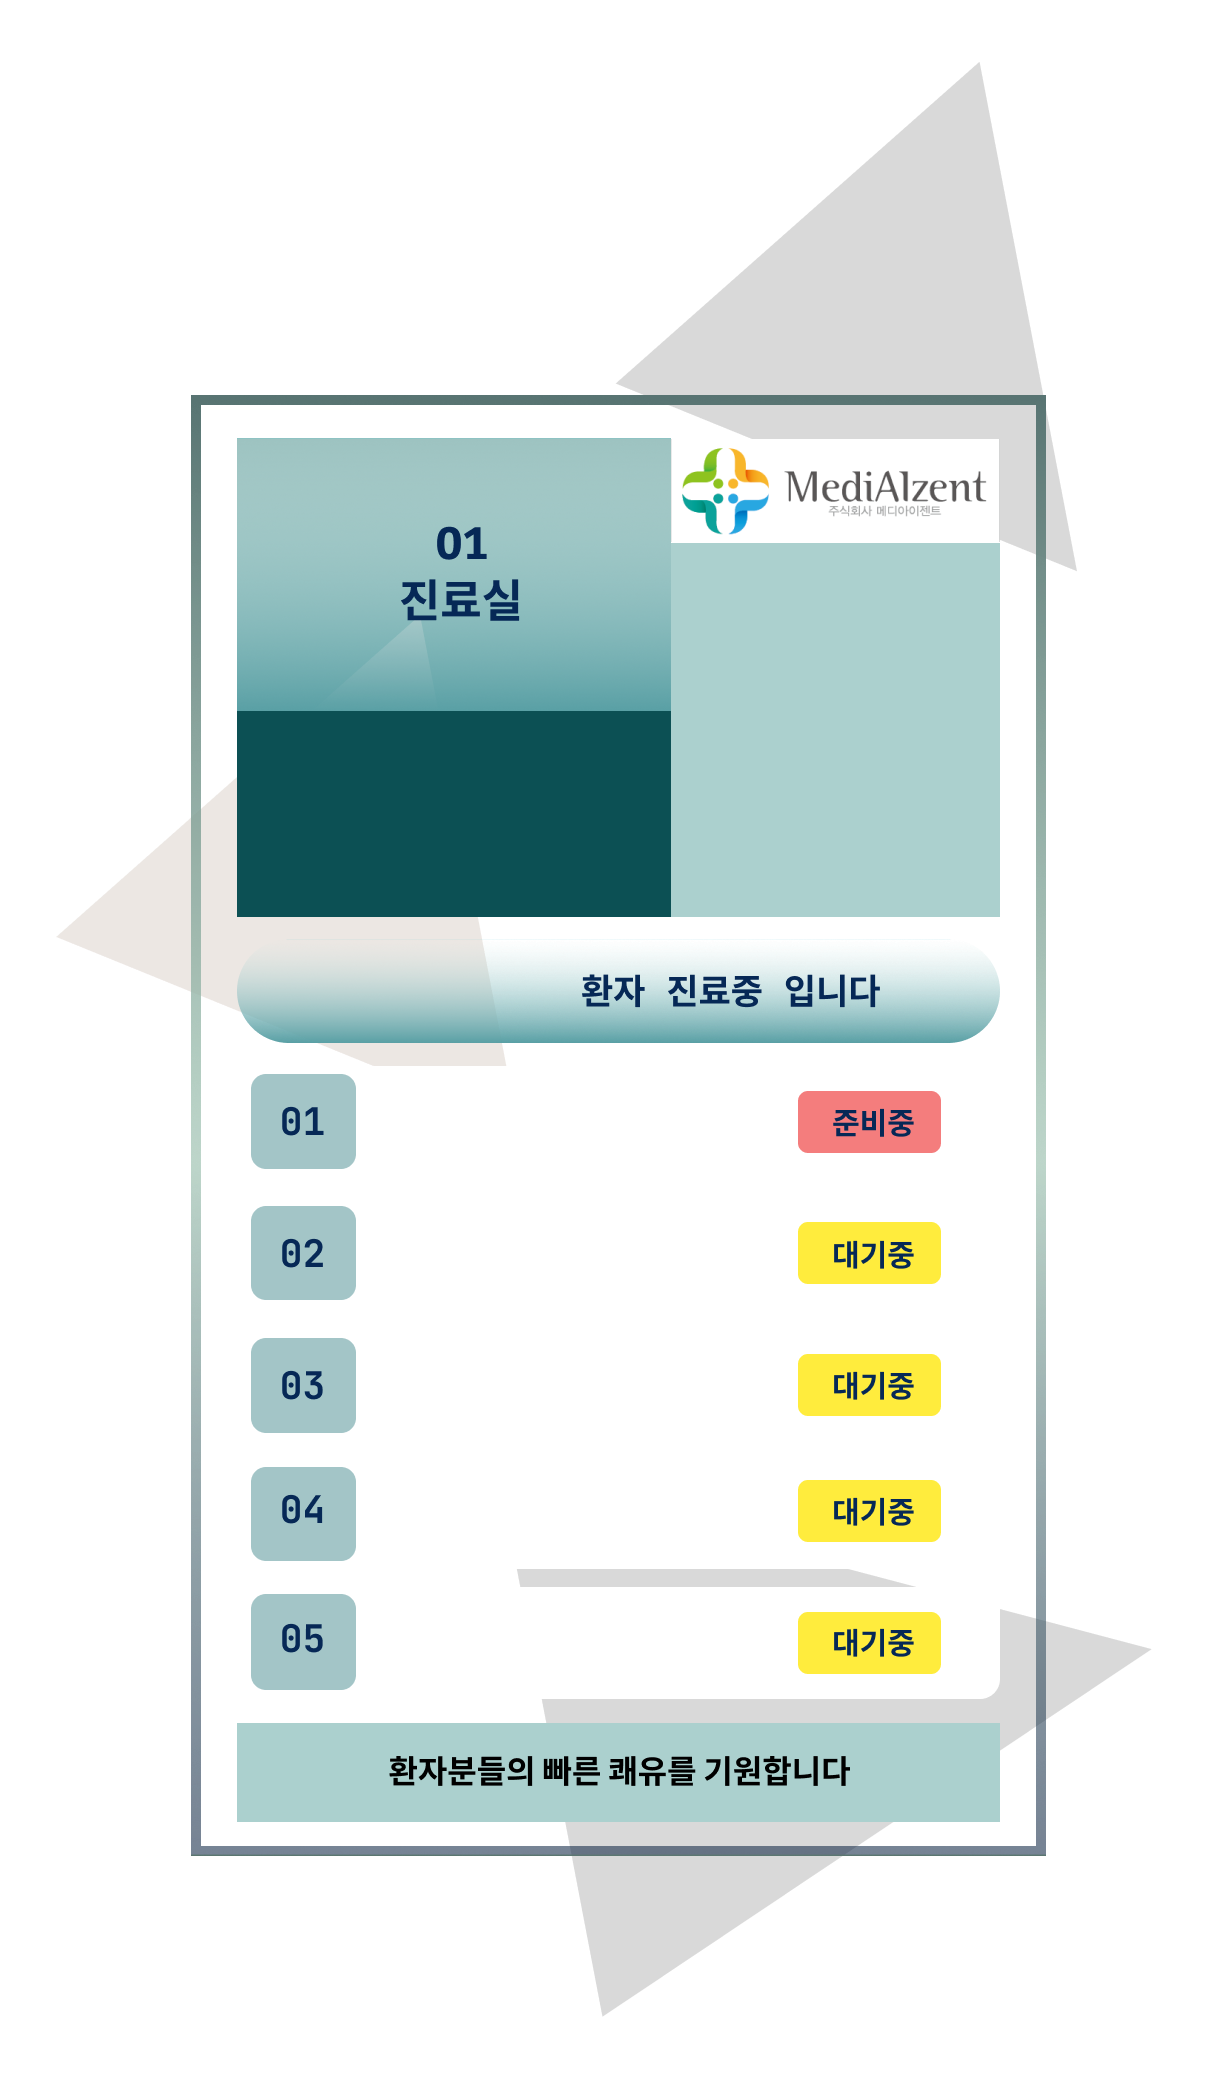 01
진료실
MediAIzent
주식회사 메디아이젠트
환자 진료중 입니다
01 준비중
02 대기중
03 대기중
04 대기중
05 대기중
환자분들의 빠른 쾌유를 기원합니다